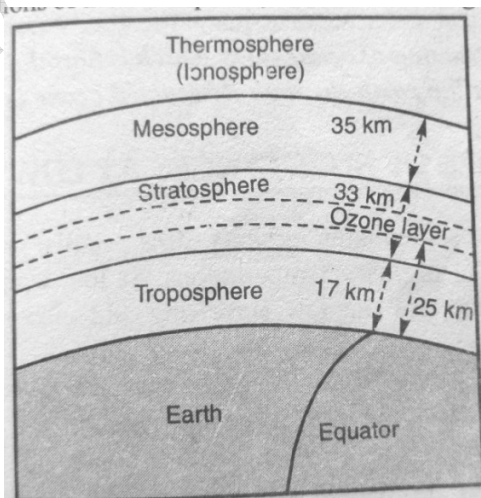 Thermosphere
(Ionosphere)
Mesosphere 35 km
Stratosphere 33 km
Ozone layer
Troposphere 17 km
25 km
Earth
Equator